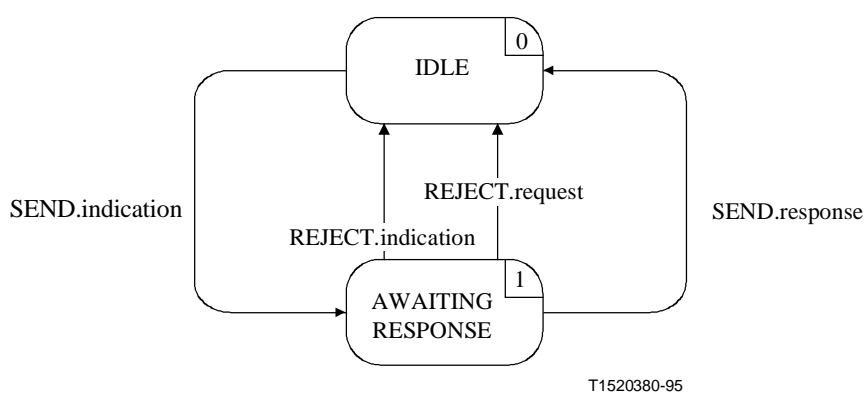 0
IDLE
REJECT.request
SEND.indication
SEND.response
REJECT.indication
1
AWAITING
RESPONSE
T1520380-95